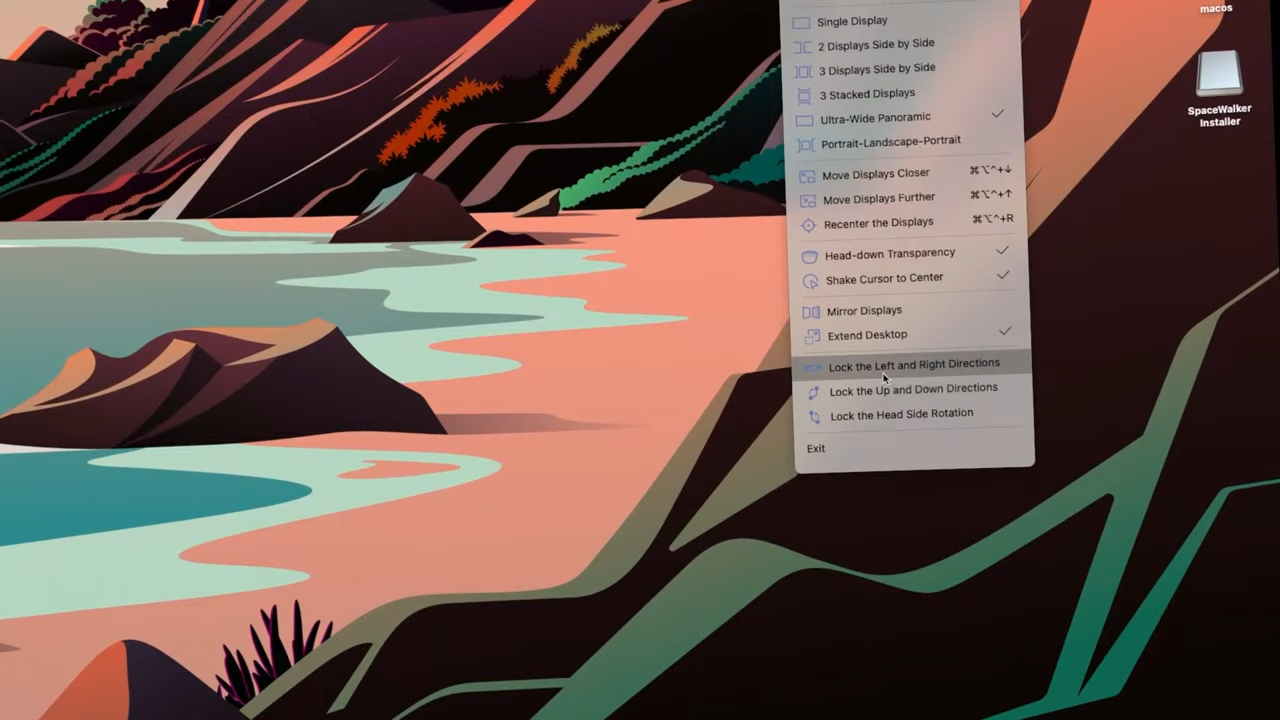 macos
SpaceWalker
Installer
Single Display
2 Displays Side by Side
3 Displays Side by Side
3 Stacked Displays
Ultra-Wide Panoramic
Portrait-Landscape-Portrait
Move Displays Closer ⌘⌥^+↓
Move Displays Further ⌘⌥^+↑
Recenter the Displays ⌘⌥^+R
Head-down Transparency
Shake Cursor to Center
Mirror Displays
Extend Desktop
Lock the Left and Right Directions
Lock the Up and Down Directions
Lock the Head Side Rotation
Exit